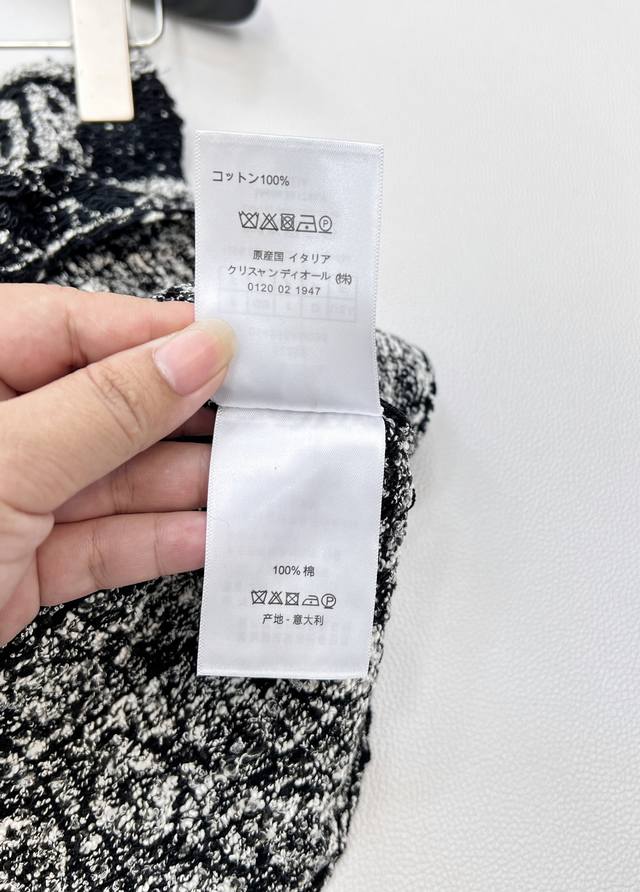 コットン100%
原産国 イタリア
クリスャンディオール (株)
0120 02 1947
100% 棉
产地 - 意大利